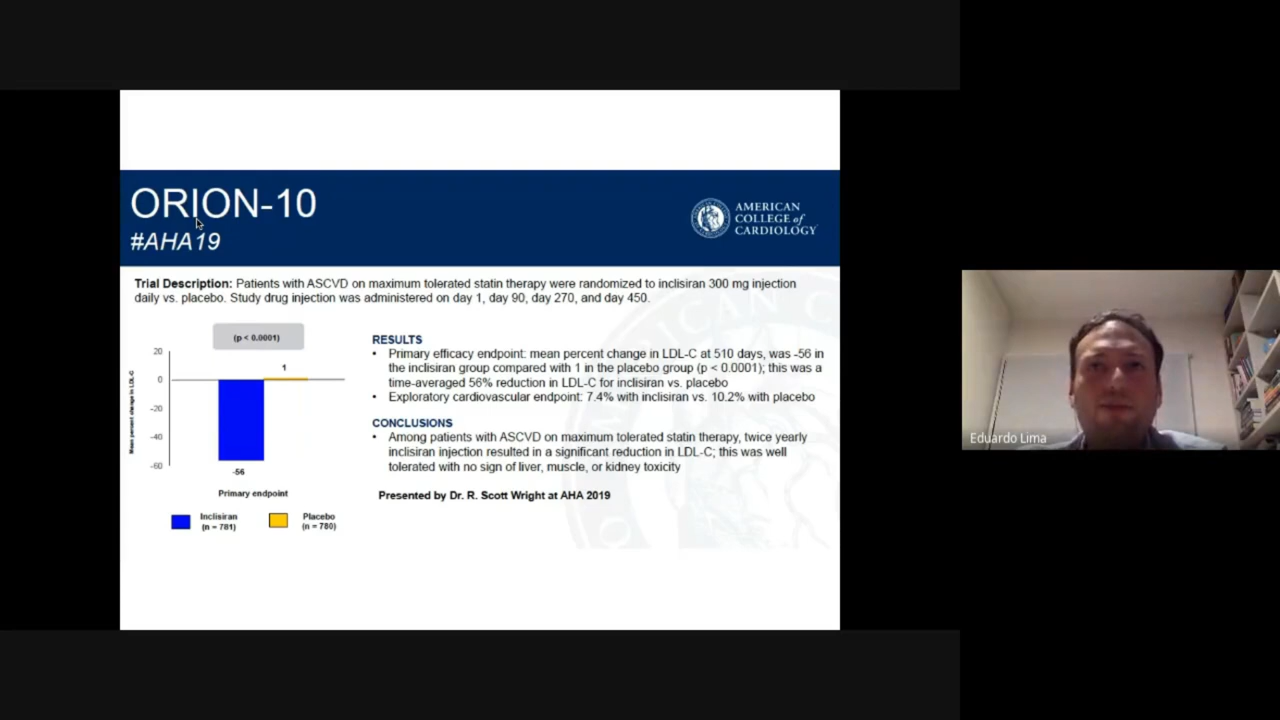 ORION-10
#AHA19
AMERICAN
COLLEGE of
CARDIOLOGY
Trial Description: Patients with ASCVD on maximum tolerated statin therapy were randomized to inclisiran 300 mg injection
daily vs. placebo. Study drug injection was administered on day 1, day 90, day 270, and day 450.
(p < 0.0001)
20
0
-20
-40
-60
Mean percent change in LDL-C
1
-56
Primary endpoint
Inclisiran
(n = 781)
Placebo
(n = 780)
RESULTS
• Primary efficacy endpoint: mean percent change in LDL-C at 510 days, was -56 in
the inclisiran group compared with 1 in the placebo group (p < 0.0001); this was a
time-averaged 56% reduction in LDL-C for inclisiran vs. placebo
• Exploratory cardiovascular endpoint: 7.4% with inclisiran vs. 10.2% with placebo
CONCLUSIONS
• Among patients with ASCVD on maximum tolerated statin therapy, twice yearly
inclisiran injection resulted in a significant reduction in LDL-C; this was well
tolerated with no sign of liver, muscle, or kidney toxicity
Presented by Dr. R. Scott Wright at AHA 2019
Eduardo Lima